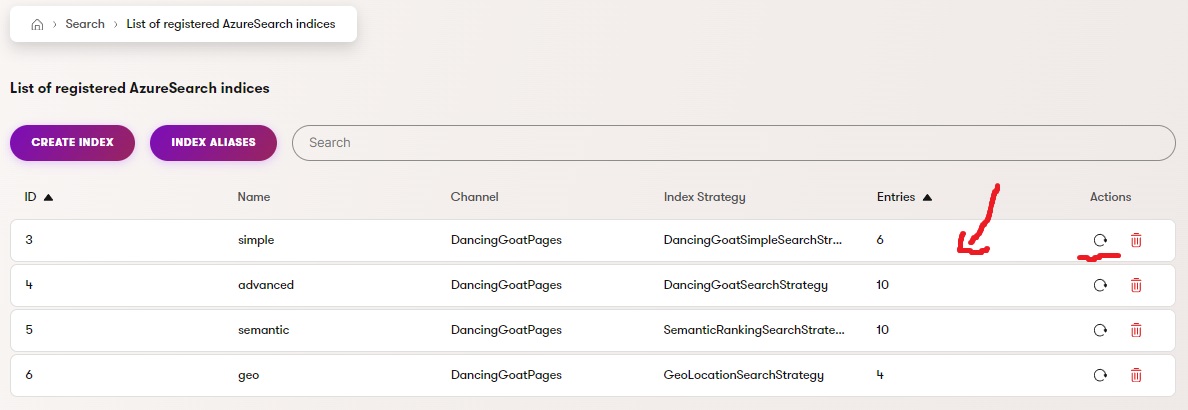 Search > List of registered AzureSearch indices
List of registered AzureSearch indices
CREATE INDEX INDEX ALIASES Search
ID Name Channel Index Strategy Entries Actions
3 simple DancingGoatPages DancingGoatSimpleSearchStr... 6
4 advanced DancingGoatPages DancingGoatSearchStrategy 10
5 semantic DancingGoatPages SemanticRankingSearchStrate... 10
6 geo DancingGoatPages GeoLocationSearchStrategy 4